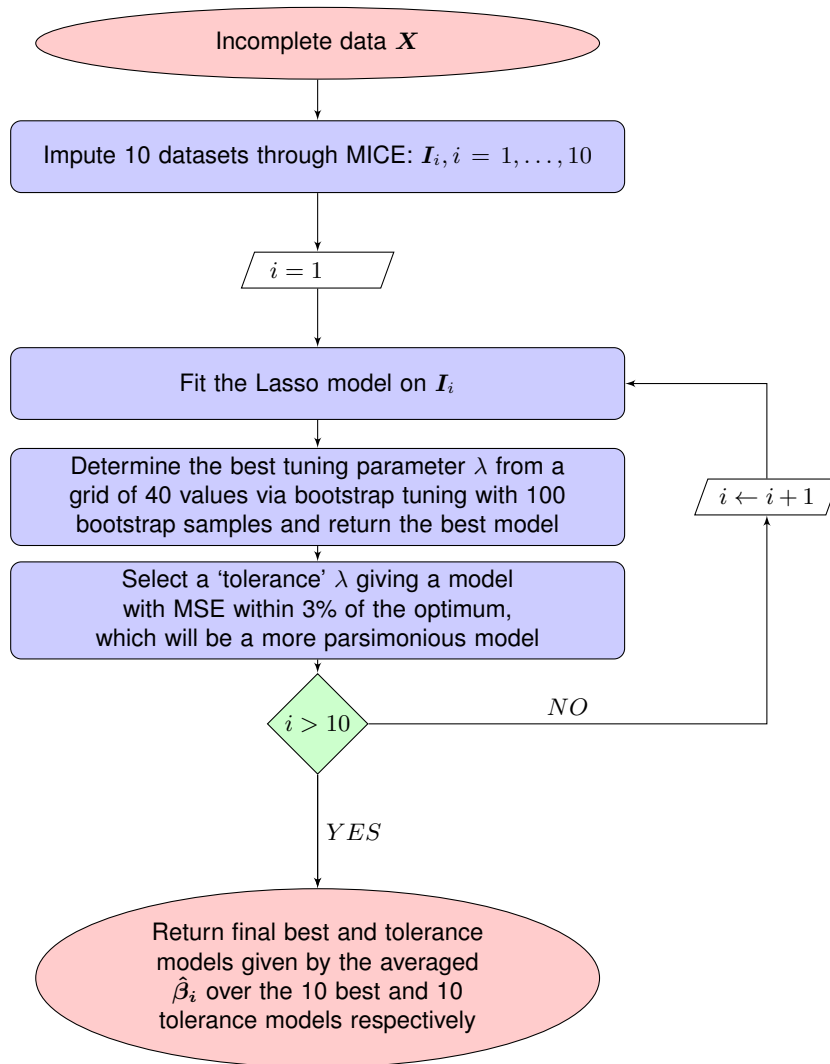 Incomplete data X
Impute 10 datasets through MICE: I_i, i = 1, . . . , 10
i = 1
Fit the Lasso model on I_i
Determine the best tuning parameter λ from a
grid of 40 values via bootstrap tuning with 100
bootstrap samples and return the best model
i ← i + 1
Select a ‘tolerance’ λ giving a model
with MSE within 3% of the optimum,
which will be a more parsimonious model
i > 10
NO
YES
Return final best and tolerance
models given by the averaged
β̂_i over the 10 best and 10
tolerance models respectively